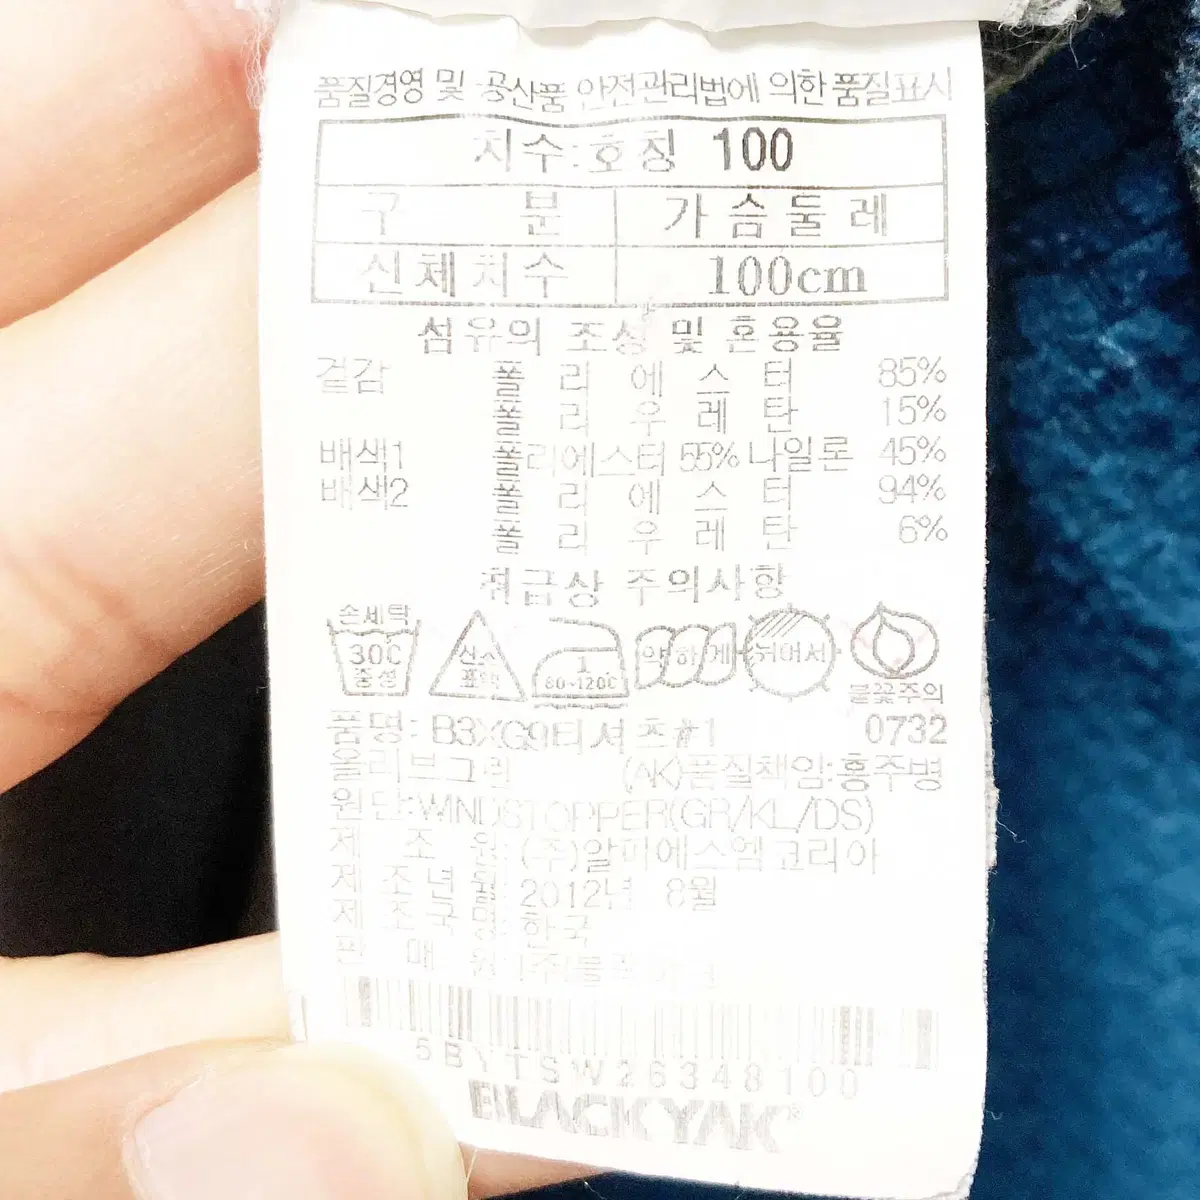 품질경영 및 공산품 안전관리법에 의한 품질표시
치수:호칭 100
구 분 가슴둘레
신체치수 100cm
섬유의 조성 및 혼용율
겉감 폴리에스터 85%
폴리우레탄 15%
배색1 폴리에스터 55% 나일론 45%
배색2 폴리에스터 94%
폴리우레탄 6%
취급상 주의사항
손세탁 30C 중성
산소 표백
1 80~120C
약하게
뉘어서
불꽃주의
품명: B3XG9티셔츠#1 0732
올리브그린 (AK)품질책임:홍주병
원단:WINDSTOPPER(GR/KL/DS)
제 조 원: (주)알피에스엠코리아
제 조 년 월: 2012년 8월
제 조 국 명: 한국
판 매 원: (주)블랙야크
5BYTSW26348100
BLACKYAK®